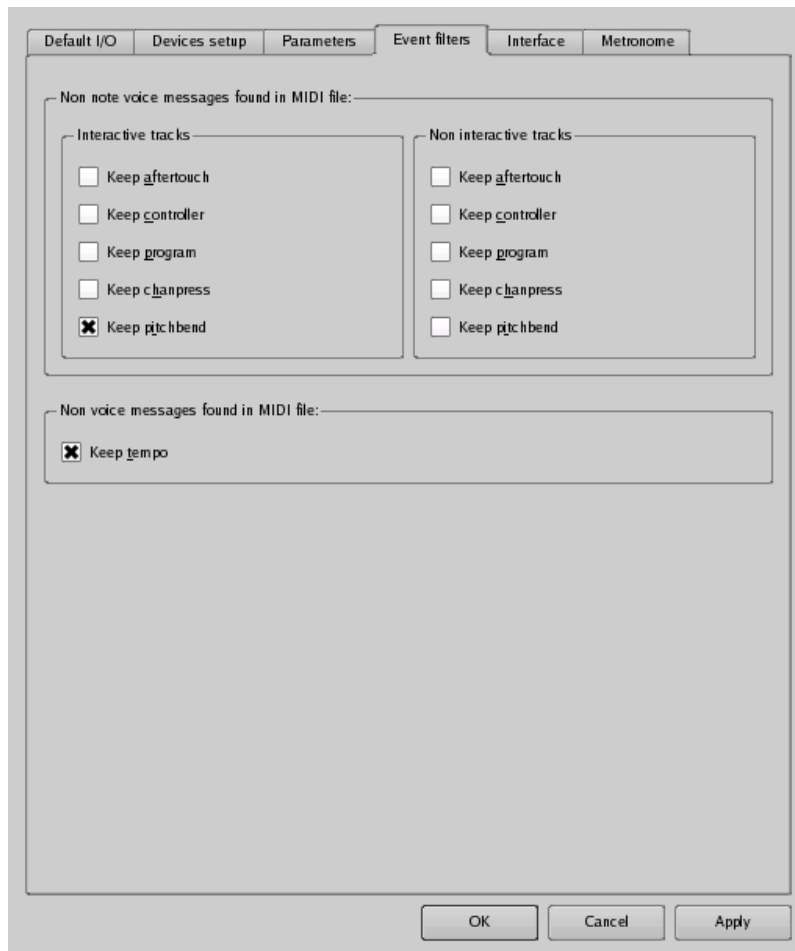 Default I/O Devices setup Parameters Event filters Interface Metronome
Non note voice messages found in MIDI file:
Interactive tracks
Keep aftertouch
Keep controller
Keep program
Keep chanpress
Keep pitchbend
Non interactive tracks
Keep aftertouch
Keep controller
Keep program
Keep chanpress
Keep pitchbend
Non voice messages found in MIDI file:
Keep tempo
OK Cancel Apply